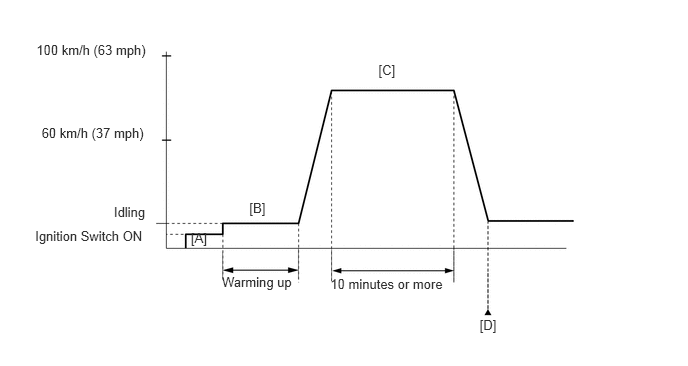 100 km/h (63 mph)
[C]
60 km/h (37 mph)
[B]
Idling
Ignition Switch ON
[A]
Warming up
10 minutes or more
[D]